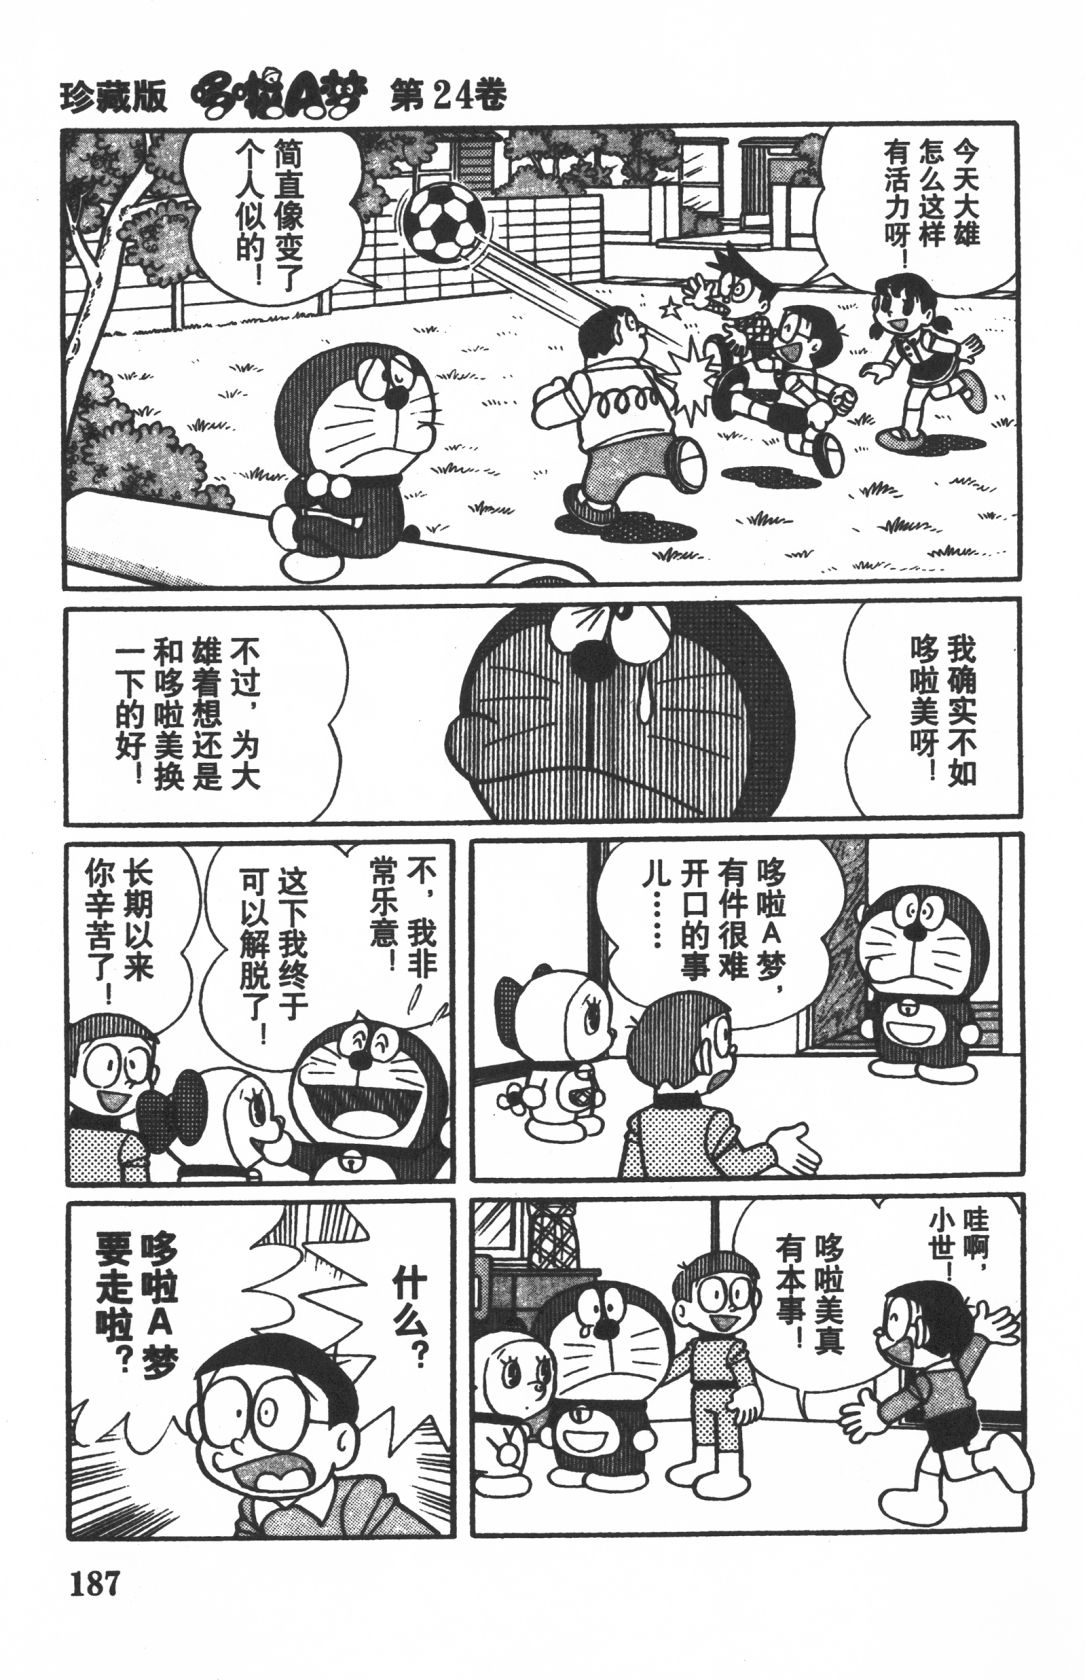 珍藏版 哆啦A梦 第24卷
今天大雄
怎么这样
有活力呀！
简直像变了
个人似的！
我确实不如
哆啦美呀！
不过，为大
雄着想还是
和哆啦美换
一下的好！
哆啦A梦，
有件很难
开口的事
儿……
不，我非
常乐意！
这下我终于
可以解脱了！
长期以来
你辛苦了！
哇啊，
小世！
哆啦美真
有本事！
什么？
哆啦A梦
要走啦？
187